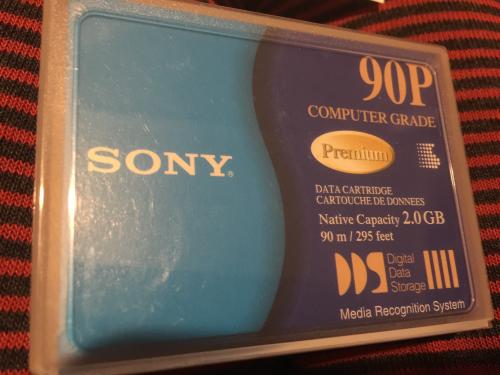 SONY®
90P
COMPUTER GRADE
Premium
DATA CARTRIDGE
CARTOUCHE DE DONNEES
Native Capacity 2.0 GB
90 m / 295 feet
DDS Digital
Data
Storage
Media Recognition System